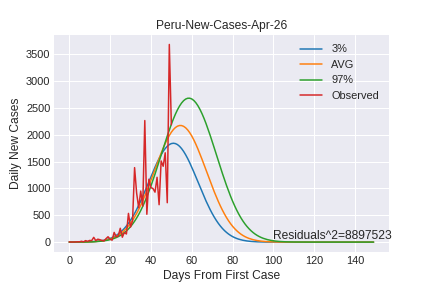 Peru-New-Cases-Apr-26
3%
AVG
97%
Observed
Daily New Cases
3500
3000
2500
2000
1500
1000
500
0
Residuals^2=8897523
0 20 40 60 80 100 120 140
Days From First Case